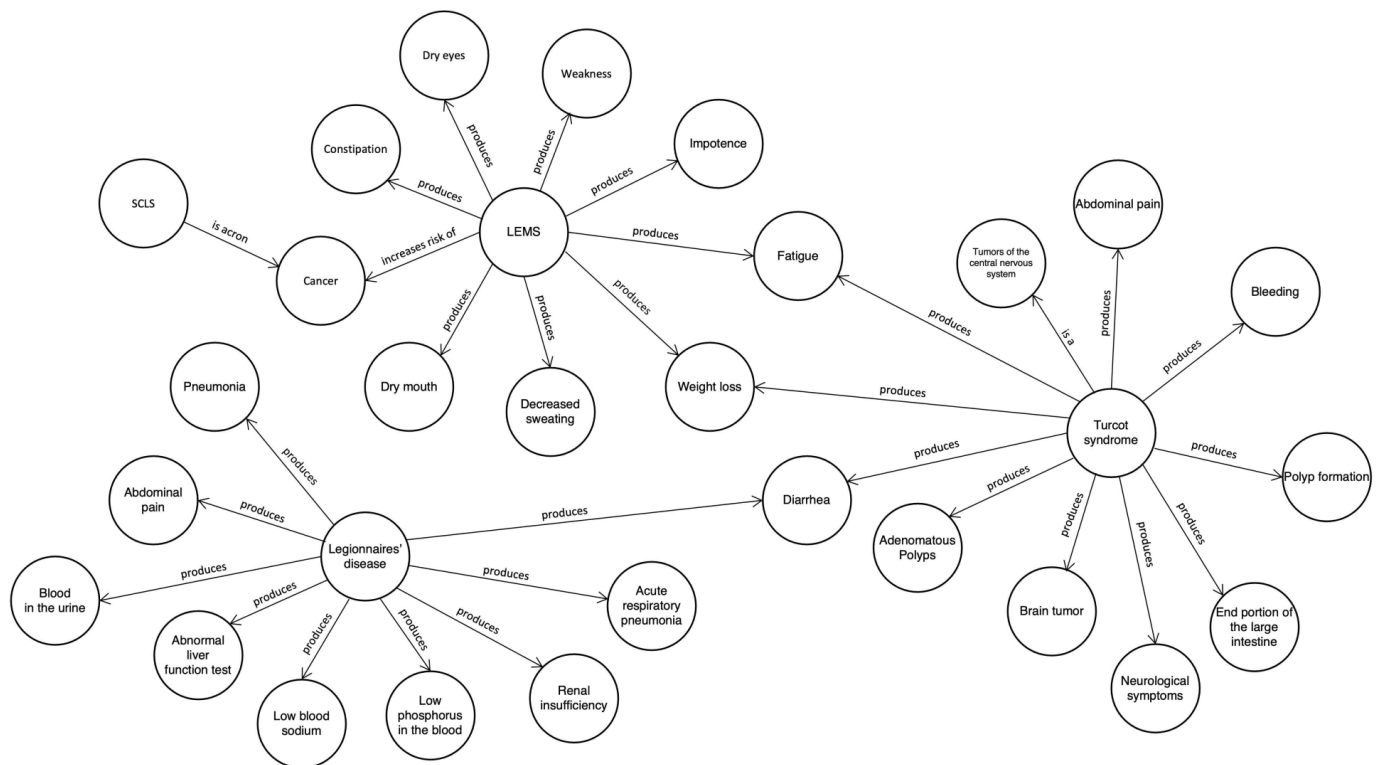 Dry eyes
Weakness
Constipation
Impotence
produces
produces
produces
produces
SCLS
is acron
Cancer
increases risk of
LEMS
produces
Fatigue
produces
produces
produces
Dry mouth
Decreased
sweating
Weight loss
Tumors of the
central nervous
system
Abdominal pain
Bleeding
produces
is a
produces
produces
produces
Turcot
syndrome
produces
Polyp formation
produces
Diarrhea
produces
Adenomatous
Polyps
produces
Brain tumor
produces
Neurological
symptoms
produces
End portion of
the large
intestine
Pneumonia
produces
Abdominal
pain
produces
produces
Legionnaires’
disease
Blood
in the urine
produces
produces
Abnormal
liver
function test
produces
Low blood
sodium
produces
Low
phosphorus
in the blood
produces
Renal
insufficiency
produces
Acute
respiratory
pneumonia